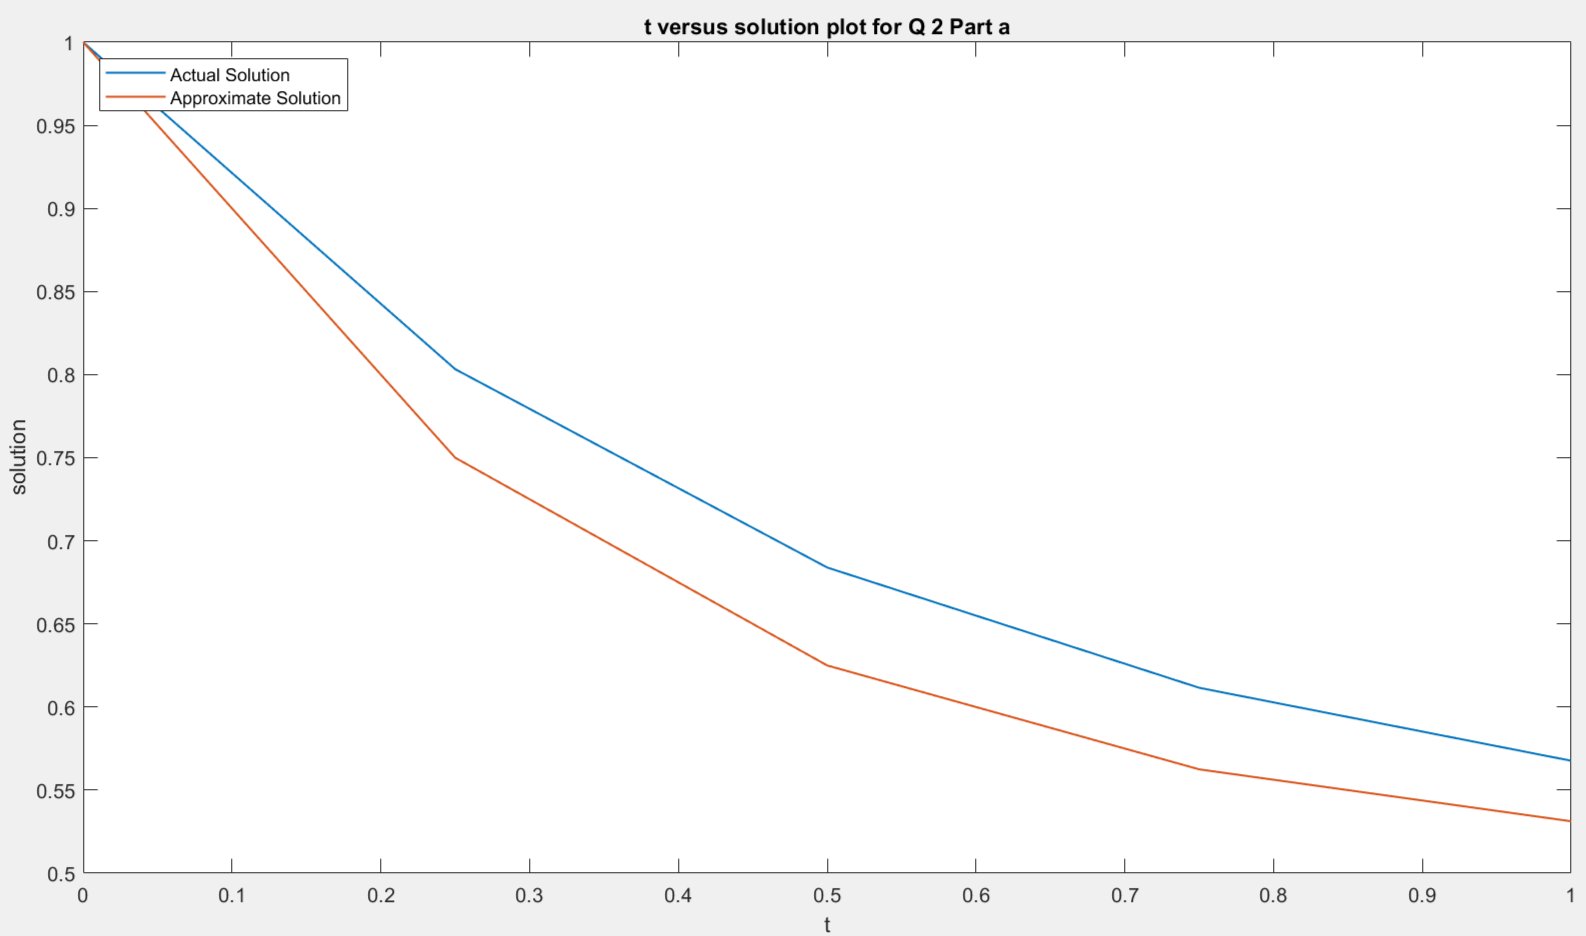 t versus solution plot for Q 2 Part a
Actual Solution
Approximate Solution
solution
1
0.95
0.9
0.85
0.8
0.75
0.7
0.65
0.6
0.55
0.5
0 0.1 0.2 0.3 0.4 0.5 0.6 0.7 0.8 0.9 1
t